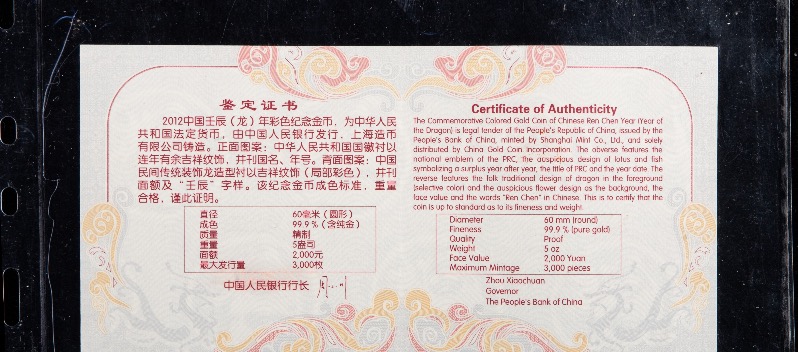 鉴定证书
2012中国壬辰（龙）年彩色纪念金币，为中华人民
共和国法定货币，由中国人民银行发行，上海造币
有限公司铸造。正面图案：中华人民共和国国徽衬以
连年有余吉祥纹饰，并刊国名、年号。背面图案：中国
民间传统装饰龙造型衬以吉祥纹饰（局部彩色），并刊
面额及“壬辰”字样。该纪念金币成色标准，重量
合格，谨此证明。
直径 60毫米（圆形）
成色 99.9％（含纯金）
质量 精制
重量 5盎司
面额 2,000元
最大发行量 3,000枚
中国人民银行行长
Certificate of Authenticity
The Commemorative Colored Gold Coin of Chinese Ren Chen Year (Year of
the Dragon) is legal tender of the People's Republic of China, issued by the
People's Bank of China, minted by Shanghai Mint Co., Ltd., and solely
distributed by China Gold Coin Incorporation. The obverse features the
national emblem of the PRC, the auspicious design of lotus and fish
symbolizing a surplus year after year, the title of PRC and the year date. The
reverse features the folk traditional design of dragon in the foreground
(selective color) and the auspicious flower design as the background, the
face value and the words "Ren Chen" in Chinese. This is to certify that the
coin is up to standard as to its fineness and weight.
Diameter 60 mm (round)
Fineness 99.9 % (pure gold)
Quality Proof
Weight 5 oz
Face Value 2,000 Yuan
Maximum Mintage 3,000 pieces
Zhou Xiaochuan
Governor
The People's Bank of China